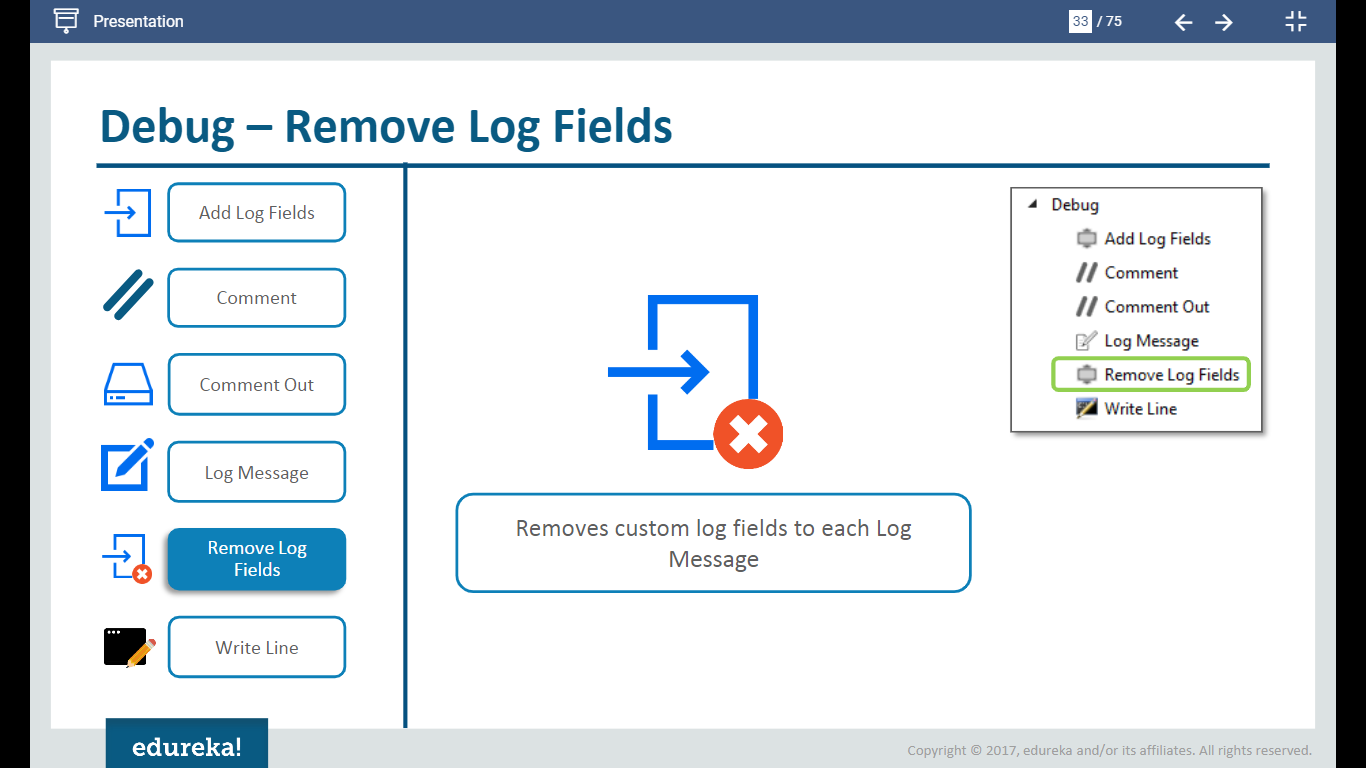 Presentation
33 / 75
Debug – Remove Log Fields
Add Log Fields
Comment
Comment Out
Log Message
Remove Log
Fields
Write Line
Removes custom log fields to each Log
Message
Debug
Add Log Fields
Comment
Comment Out
Log Message
Remove Log Fields
Write Line
edureka!
Copyright © 2017, edureka and/or its affiliates. All rights reserved.